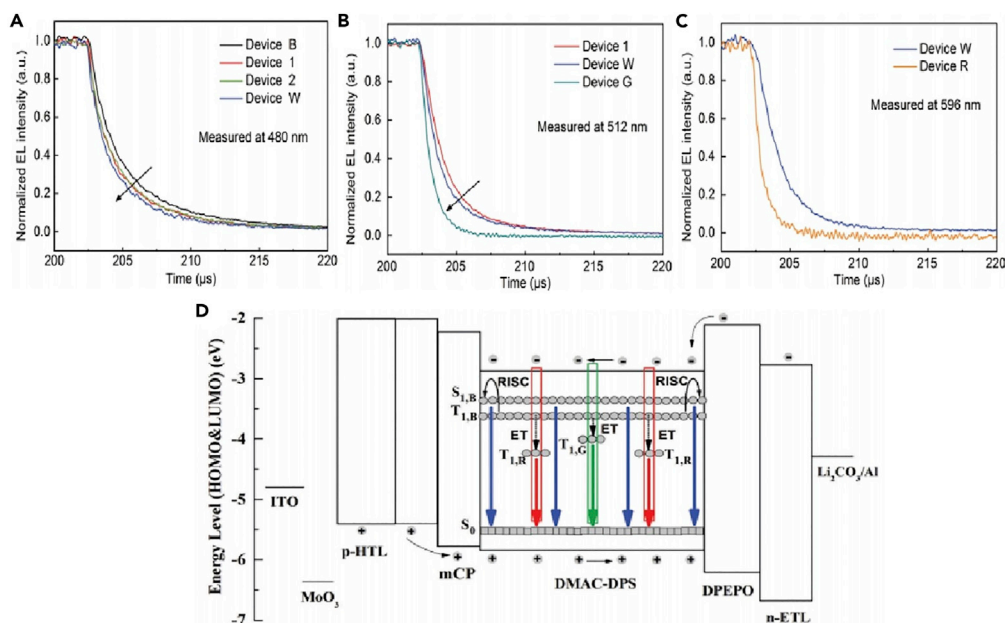 A
Normalized EL intensity (a.u.)
1.0
0.8
0.6
0.4
0.2
0.0
Device B
Device 1
Device 2
Device W
Measured at 480 nm
200 205 210 215 220
Time (μs)
B
Normalized EL intensity (a.u.)
1.0
0.8
0.6
0.4
0.2
0.0
Device 1
Device W
Device G
Measured at 512 nm
200 205 210 215 220
Time (μs)
C
Normalized EL intensity (a.u.)
1.0
0.8
0.6
0.4
0.2
0.0
Device W
Device R
Measured at 596 nm
200 205 210 215 220
Time (μs)
D
Energy Level (HOMO&LUMO) (eV)
-2
-3
-4
-5
-6
-7
ITO
MoO3
p-HTL
mCP
S1,B
T1,B
RISC
RISC
ET
ET
ET
T1,R
T1,G
T1,R
S0
DMAC-DPS
DPEPO
n-ETL
Li2CO3/Al